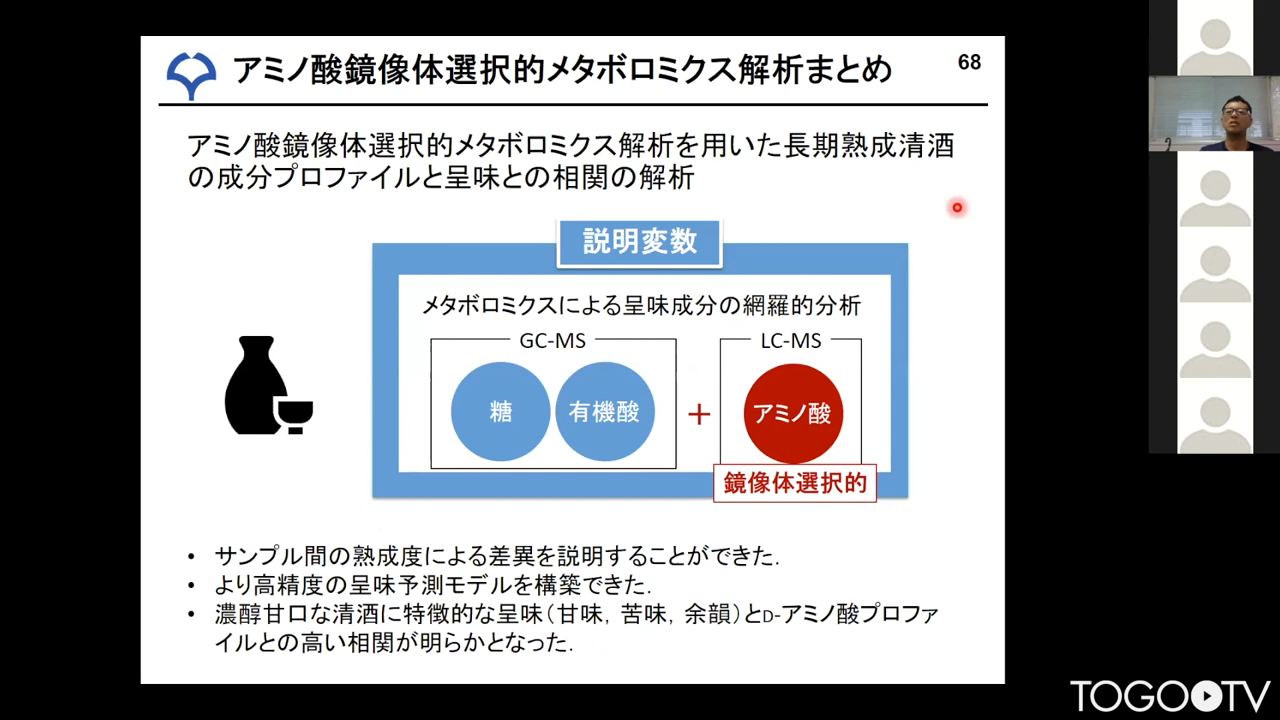 アミノ酸鏡像体選択的メタボロミクス解析まとめ
68
アミノ酸鏡像体選択的メタボロミクス解析を用いた長期熟成清酒
の成分プロファイルと呈味との相関の解析
説明変数
メタボロミクスによる呈味成分の網羅的分析
GC-MS
LC-MS
糖
有機酸
+
アミノ酸
鏡像体選択的
• サンプル間の熟成度による差異を説明することができた.
• より高精度の呈味予測モデルを構築できた.
• 濃醇甘口な清酒に特徴的な呈味（甘味, 苦味, 余韻）とD-アミノ酸プロファ
イルとの高い相関が明らかとなった.
TOGOTV